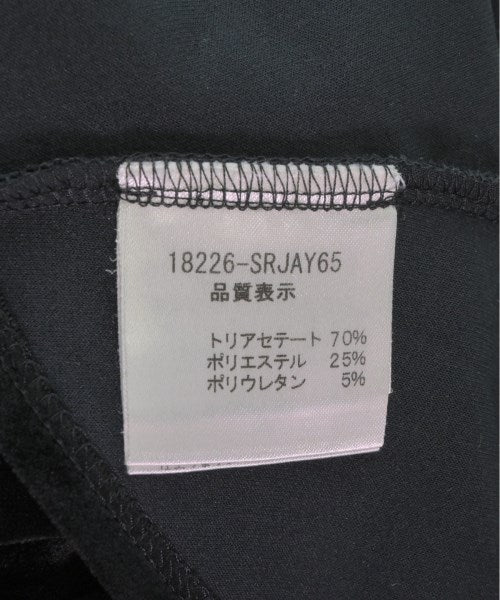 18226-SRJAY65
品質表示
トリアセテート 70%
ポリエステル 25%
ポリウレタン 5%